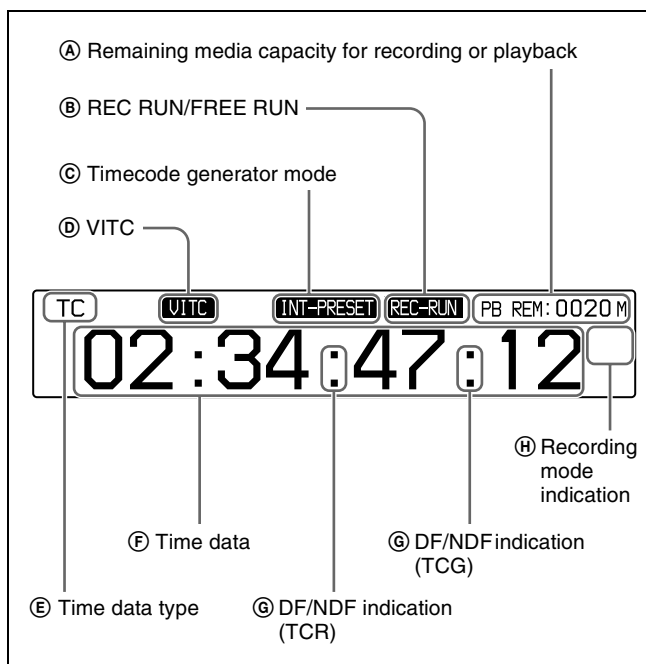 Ⓐ Remaining media capacity for recording or playback
Ⓑ REC RUN/FREE RUN
Ⓒ Timecode generator mode
Ⓓ VITC
TC VITC INT-PRESET REC-RUN PB REM:0020 M
02:34:47:12
Ⓗ Recording
mode
indication
Ⓕ Time data
Ⓖ DF/NDF indication
(TCG)
Ⓔ Time data type
Ⓖ DF/NDF indication
(TCR)